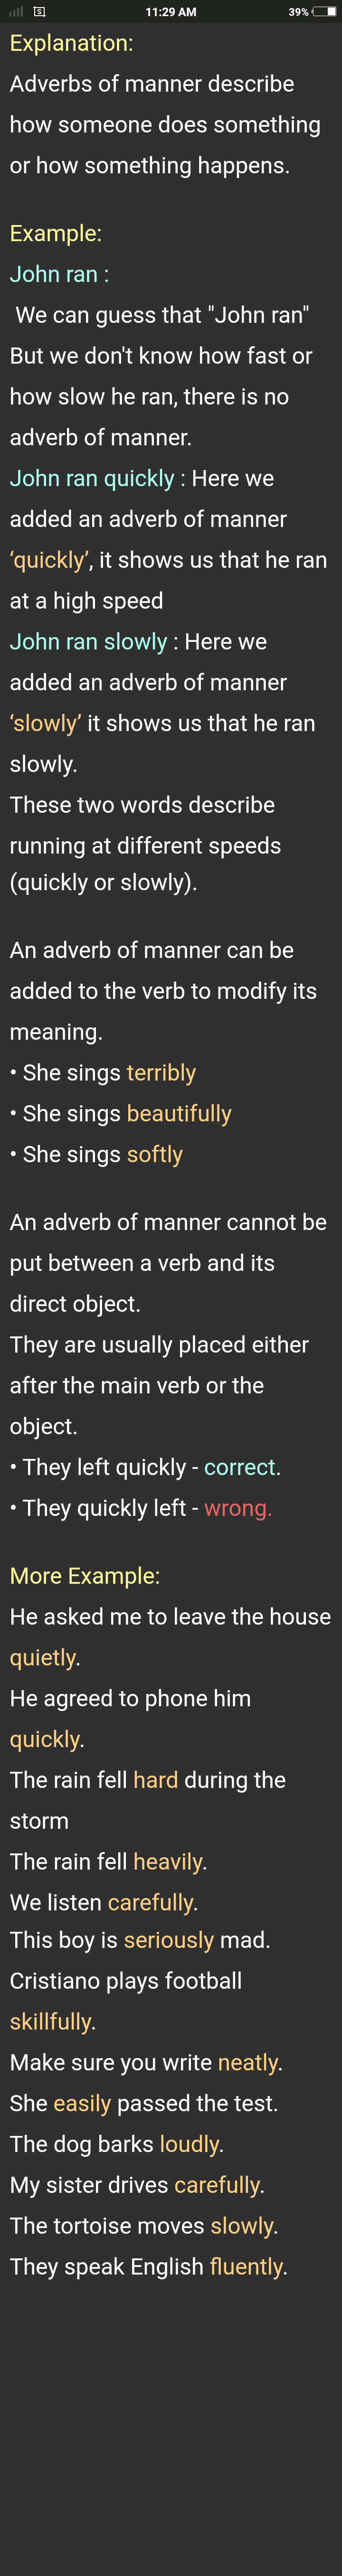 11:29 AM
39%
Explanation:
Adverbs of manner describe
how someone does something
or how something happens.
Example:
John ran :
We can guess that "John ran"
But we don't know how fast or
how slow he ran, there is no
adverb of manner.
John ran quickly : Here we
added an adverb of manner
‘quickly’, it shows us that he ran
at a high speed
John ran slowly : Here we
added an adverb of manner
‘slowly’ it shows us that he ran
slowly.
These two words describe
running at different speeds
(quickly or slowly).
An adverb of manner can be
added to the verb to modify its
meaning.
• She sings terribly
• She sings beautifully
• She sings softly
An adverb of manner cannot be
put between a verb and its
direct object.
They are usually placed either
after the main verb or the
object.
• They left quickly - correct.
• They quickly left - wrong.
More Example:
He asked me to leave the house
quietly.
He agreed to phone him
quickly.
The rain fell hard during the
storm
The rain fell heavily.
We listen carefully.
This boy is seriously mad.
Cristiano plays football
skillfully.
Make sure you write neatly.
She easily passed the test.
The dog barks loudly.
My sister drives carefully.
The tortoise moves slowly.
They speak English fluently.